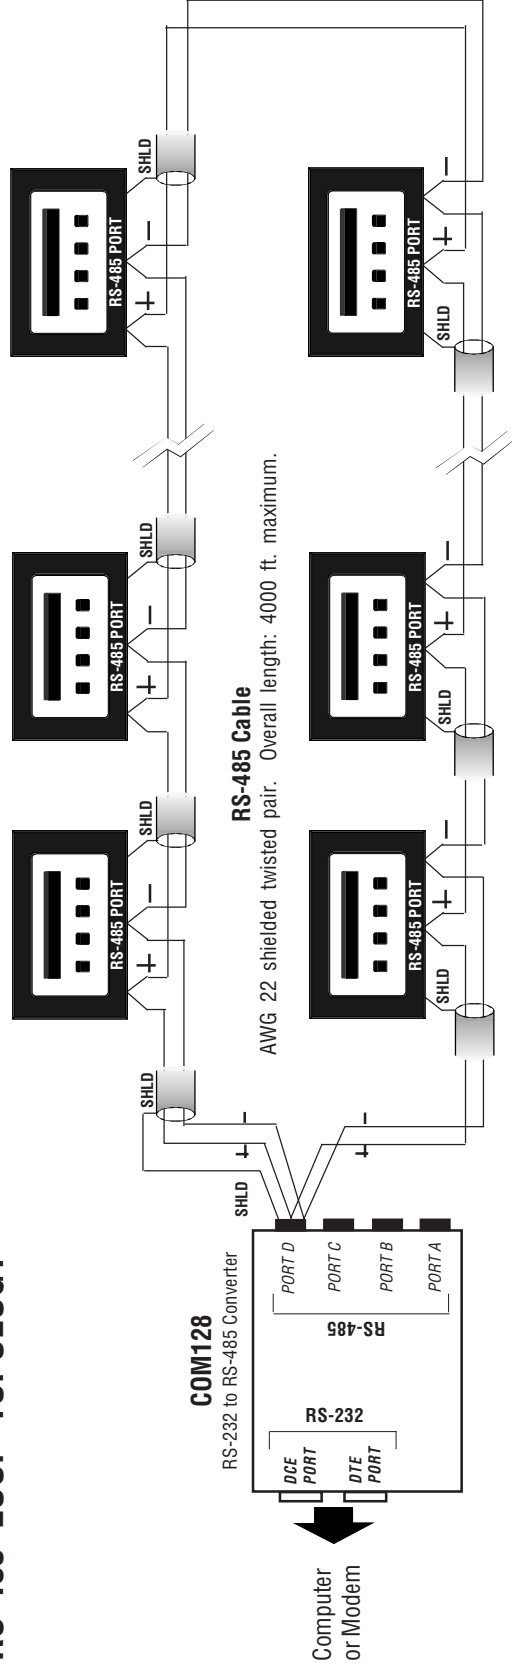 SHLD
RS-485 PORT
+ −
SHLD
RS-485 PORT
+ −
SHLD
RS-485 PORT
+ −
SHLD
SHLD
+ −
COM128
RS-232 to RS-485 Converter
RS-485 Cable
AWG 22 shielded twisted pair. Overall length: 4000 ft. maximum.
Computer
or Modem
DCE
PORT
DTE
PORT
RS-232
RS-485
PORT D
PORT C
PORT B
PORT A
+ −
RS-485 PORT
SHLD
+ −
RS-485 PORT
SHLD
+ −
RS-485 PORT
SHLD
+ −